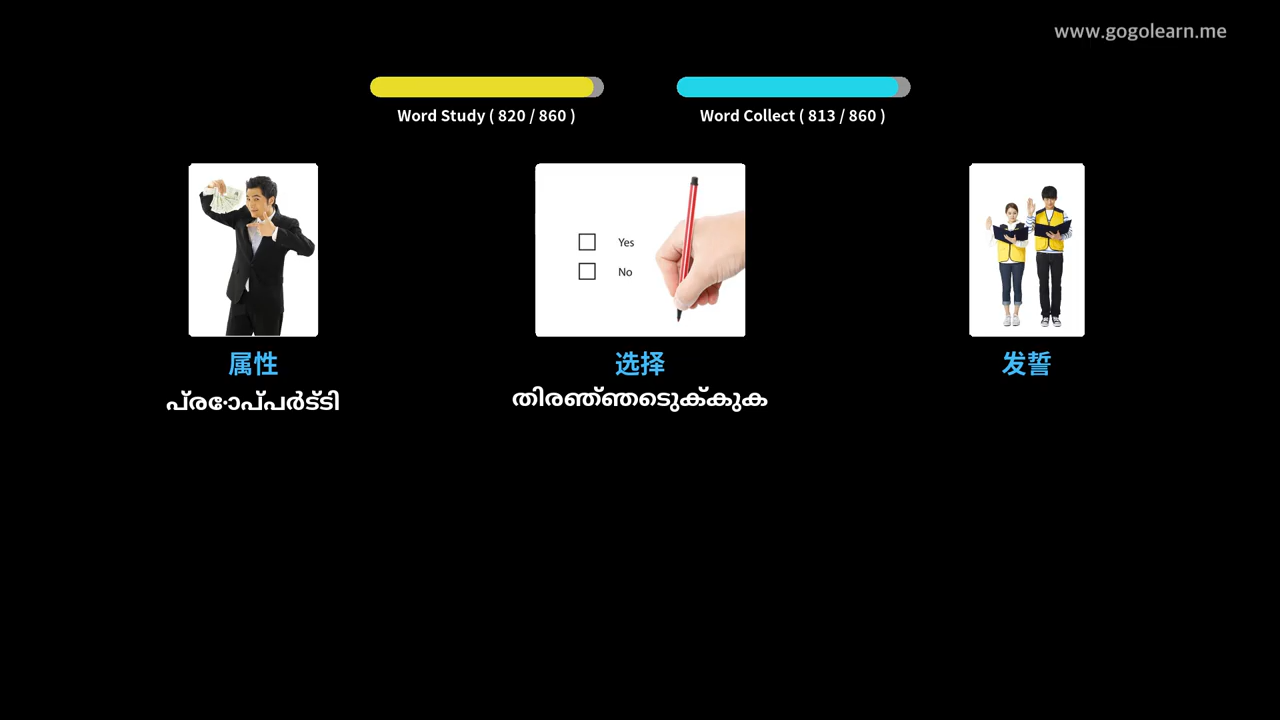 www.gogolearn.me
Word Study ( 820 / 860 )
Word Collect ( 813 / 860 )
Yes
No
属性
选择
发誓
പ്രോപ്പർട്ടി
തിരഞ്ഞെടുക്കുക